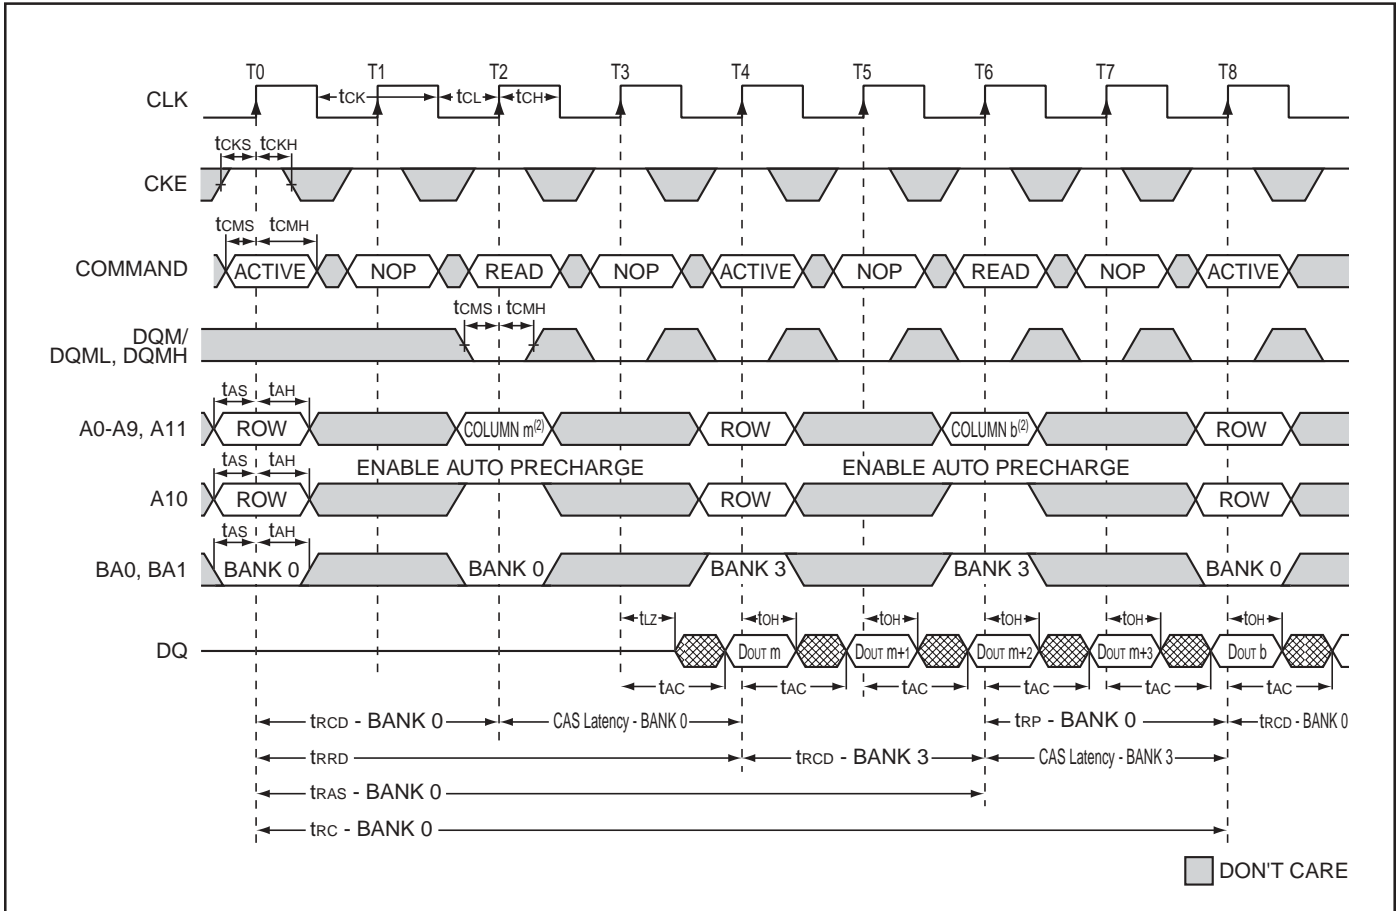 T0 T1 T2 T3 T4 T5 T6 T7 T8
CLK tCK tCL tCH
tCKS tCKH
CKE
tCMS tCMH
COMMAND ACTIVE NOP READ NOP ACTIVE NOP READ NOP ACTIVE
tCMS tCMH
DQM/
DQML, DQMH
tAS tAH
A0-A9, A11 ROW COLUMN m(2) ROW COLUMN b(2) ROW
tAS tAH ENABLE AUTO PRECHARGE ENABLE AUTO PRECHARGE
A10 ROW ROW ROW
tAS tAH
BA0, BA1 BANK 0 BANK 0 BANK 3 BANK 3 BANK 0
tLZ tOH tOH tOH tOH tOH
DQ DOUT m DOUT m+1 DOUT m+2 DOUT m+3 DOUT b
tAC tAC tAC tAC tAC tAC
tRCD - BANK 0 CAS Latency - BANK 0 tRP - BANK 0 tRCD - BANK 0
tRRD tRCD - BANK 3 CAS Latency - BANK 3
tRAS - BANK 0
tRC - BANK 0
DON'T CARE